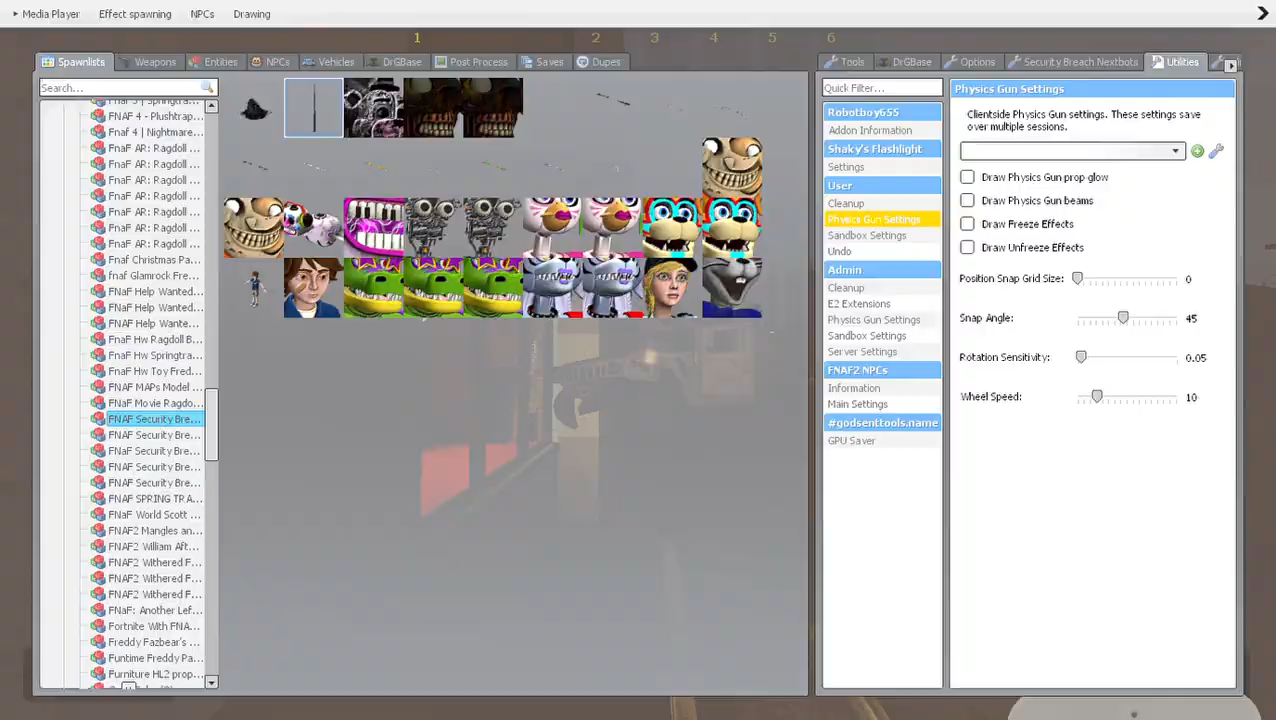 Media Player Effect spawning NPCs Drawing
1 2 3 4 5 6
Spawnlists Weapons Entities NPCs Vehicles DrGBase Post Process Saves Dupes
Search...
FNAF 4 - Plushtrap...
Fnaf 4 | Nightmare...
FnaF AR: Ragdoll ...
FnaF AR: Ragdoll ...
FnaF AR: Ragdoll ...
FnaF AR: Ragdoll ...
FnaF AR: Ragdoll ...
FnaF AR: Ragdoll ...
FnaF AR: Ragdoll ...
Fnaf Christmas Pa...
fnaf Glamrock Fre...
FNAF Help Wanted...
FNAF Help Wanted...
FNAF Help Wante...
FnaF Hw Ragdoll B...
FnaF Hw Springtra...
FnaF Hw Toy Fred...
FNAF MAPs Model ...
FNaF Movie Ragdo...
FNAF Security Bre...
FNAF Security Bre...
FNaF Security Bre...
FNAF Security Bre...
FNAF Security Bre...
FNAF SPRING TRA...
FNaF World Scott ...
FNAF2 Mangles an...
FNAF2 William Aft...
FNAF2 Withered F...
FNAF2 Withered F...
FNAF2 Withered F...
FNaF: Another Lef...
Fortnite With FNA...
Freddy Fazbear's ...
Funtime Freddy Pa...
Furniture HL2 prop...
Tools DrGBase Options Security Breach Nextbots Utilities
Quick Filter...
Robotboy655
Addon Information
Shaky's Flashlight
Settings
User
Cleanup
Physics Gun Settings
Sandbox Settings
Undo
Admin
Cleanup
E2 Extensions
Physics Gun Settings
Sandbox Settings
Server Settings
FNAF2 NPCs
Information
Main Settings
#godsenttools.name
GPU Saver
Physics Gun Settings
Clientside Physics Gun settings. These settings save
over multiple sessions.
Draw Physics Gun prop glow
Draw Physics Gun beams
Draw Freeze Effects
Draw Unfreeze Effects
Position Snap Grid Size: 0
Snap Angle: 45
Rotation Sensitivity: 0.05
Wheel Speed: 10